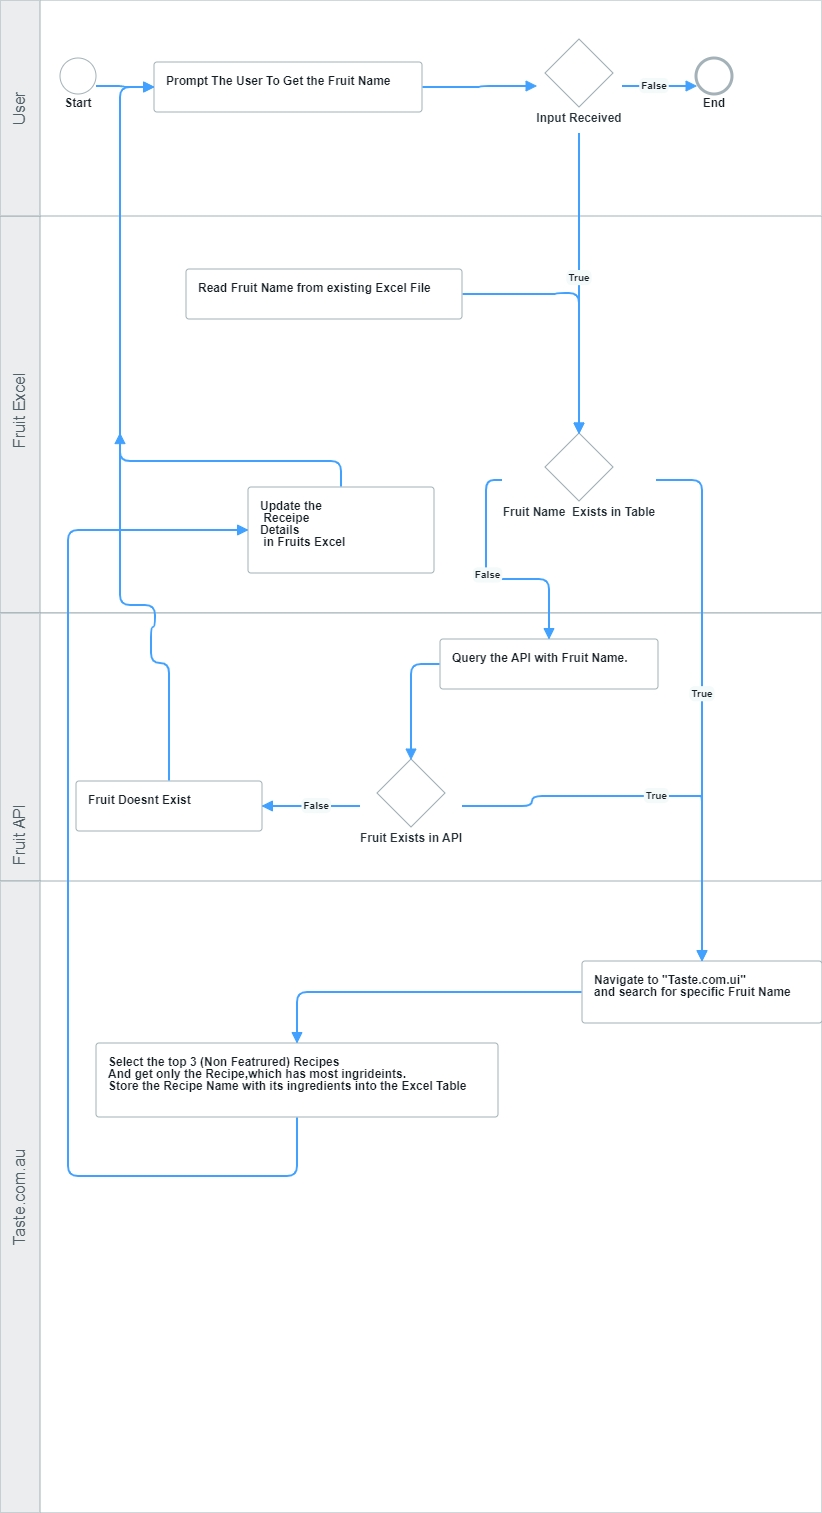 User
Start
Prompt The User To Get the Fruit Name
Input Received
False
End
Fruit Excel
True
Read Fruit Name from existing Excel File
Fruit Name  Exists in Table
Update the
Receipe
Details
in Fruits Excel
False
Fruit API
Query the API with Fruit Name.
True
Fruit Doesnt Exist
False
Fruit Exists in API
True
Taste.com.au
Navigate to "Taste.com.ui"
and search for specific Fruit Name
Select the top 3 (Non Featrured) Recipes
And get only the Recipe,which has most ingrideints.
Store the Recipe Name with its ingredients into the Excel Table